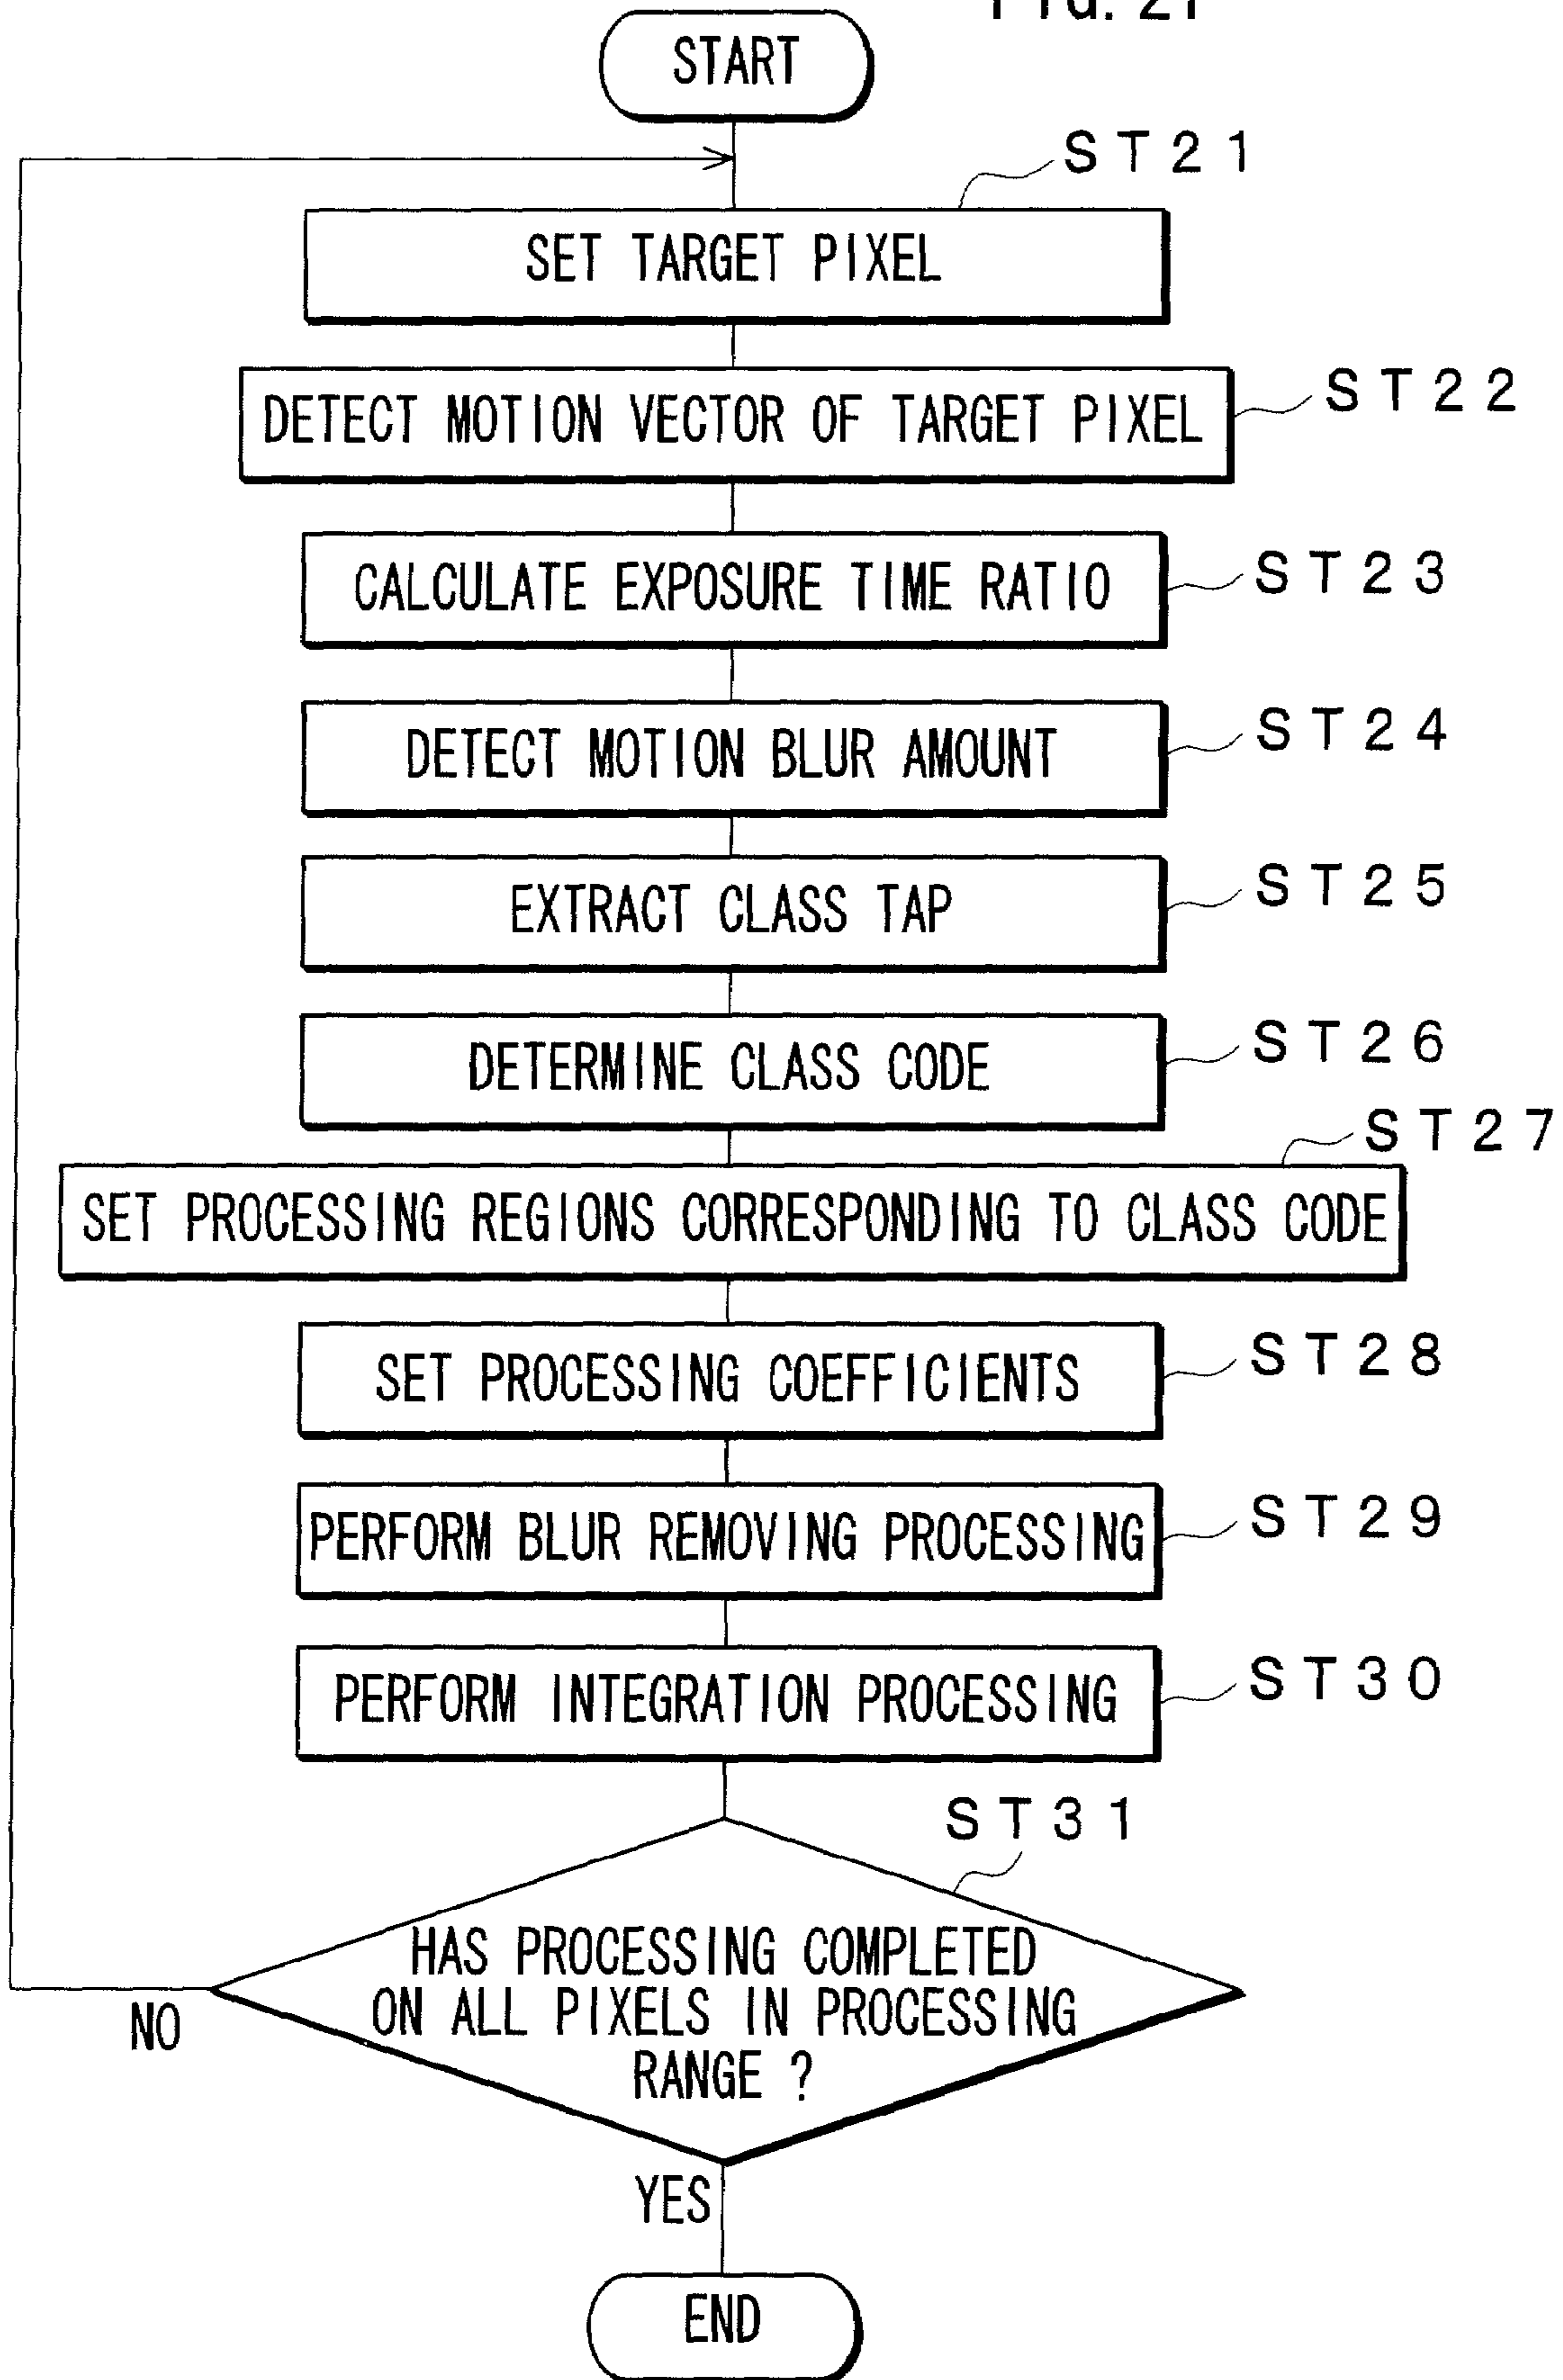 START
ST21
SET TARGET PIXEL
DETECT MOTION VECTOR OF TARGET PIXEL
ST22
CALCULATE EXPOSURE TIME RATIO
ST23
DETECT MOTION BLUR AMOUNT
ST24
EXTRACT CLASS TAP
ST25
DETERMINE CLASS CODE
ST26
ST27
SET PROCESSING REGIONS CORRESPONDING TO CLASS CODE
SET PROCESSING COEFFICIENTS
ST28
PERFORM BLUR REMOVING PROCESSING
ST29
PERFORM INTEGRATION PROCESSING
ST30
ST31
HAS PROCESSING COMPLETED
ON ALL PIXELS IN PROCESSING
RANGE ?
NO
YES
END